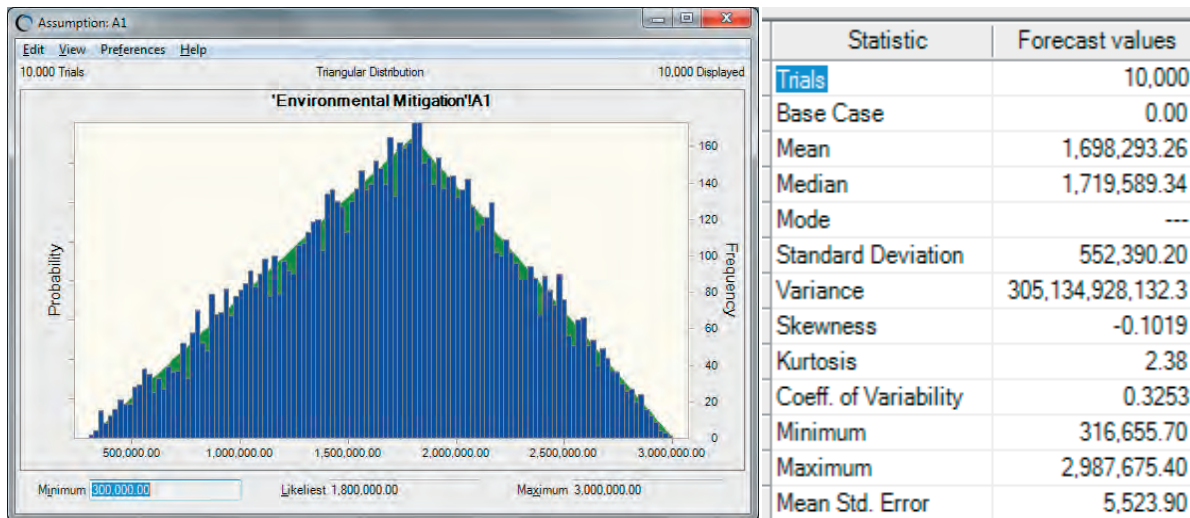 Assumption: A1
Edit View Preferences Help
10.000 Trials Triangular Distribution 10,000 Displayed
'Environmental Mitigation'!A1
Probability
160
140
120
100
80
60
40
20
0
Frequency
500,000.00 1,000,000.00 1,500,000.00 2,000,000.00 2,500,000.00 3,000,000.00
Minimum 300,000.00 Likeliest 1,800,000.00 Maximum 3,000,000.00
Statistic Forecast values
Trials 10,000
Base Case 0.00
Mean 1,698,293.26
Median 1,719,589.34
Mode ---
Standard Deviation 552,390.20
Variance 305,134,928,132.3
Skewness -0.1019
Kurtosis 2.38
Coeff. of Variability 0.3253
Minimum 316,655.70
Maximum 2,987,675.40
Mean Std. Error 5,523.90